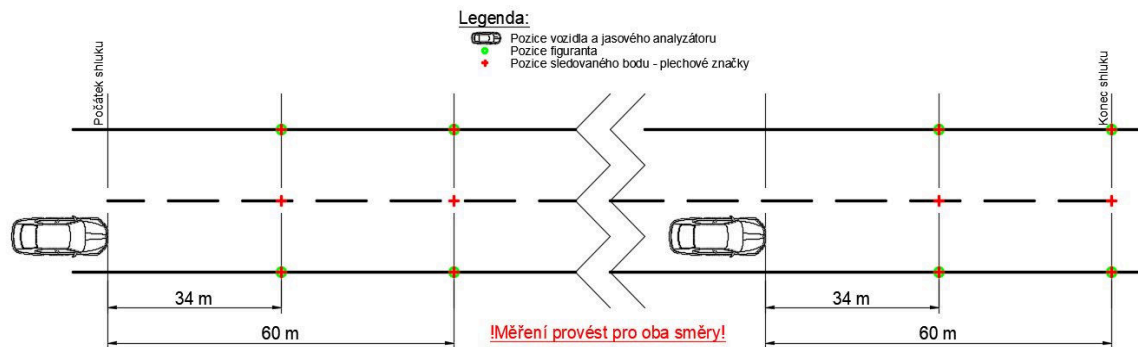 Legenda:
Pozice vozidla a jasového analyzátoru
Pozice figuranta
Pozice sledovaného bodu - plechové značky
Počátek shluku
Konec shluku
34 m
60 m
!Měření provést pro oba směry!
34 m
60 m